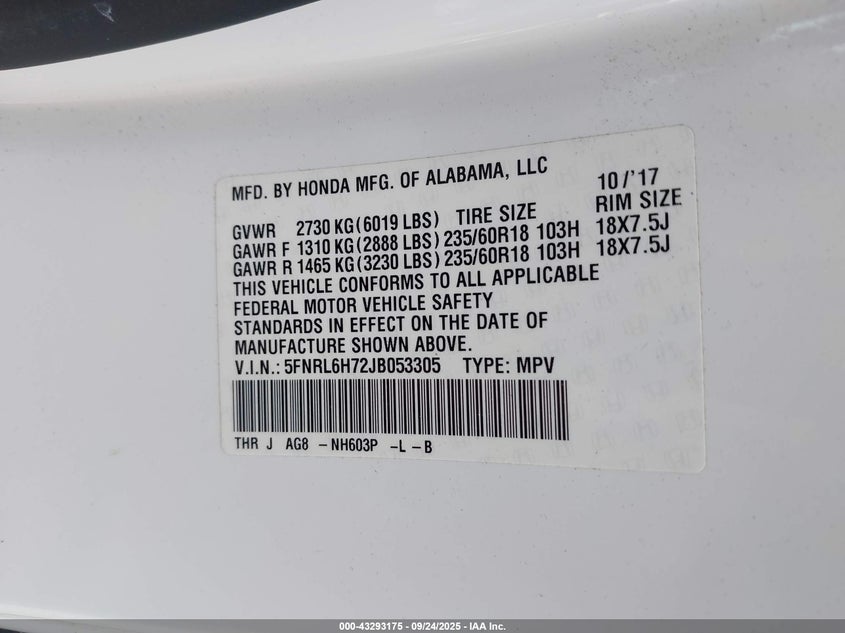 MFD. BY HONDA MFG. OF ALABAMA, LLC 10/'17
GVWR 2730 KG(6019 LBS) TIRE SIZE RIM SIZE
GAWR F 1310 KG(2888 LBS) 235/60R18 103H 18X7.5J
GAWR R 1465 KG(3230 LBS) 235/60R18 103H 18X7.5J
THIS VEHICLE CONFORMS TO ALL APPLICABLE
FEDERAL MOTOR VEHICLE SAFETY
STANDARDS IN EFFECT ON THE DATE OF
MANUFACTURE SHOWN ABOVE.
V.I.N.: 5FNRL6H72JB053305 TYPE: MPV
THR J AG8 -NH603P -L -B
000-43293175 - 09/24/2025 - IAA Inc.